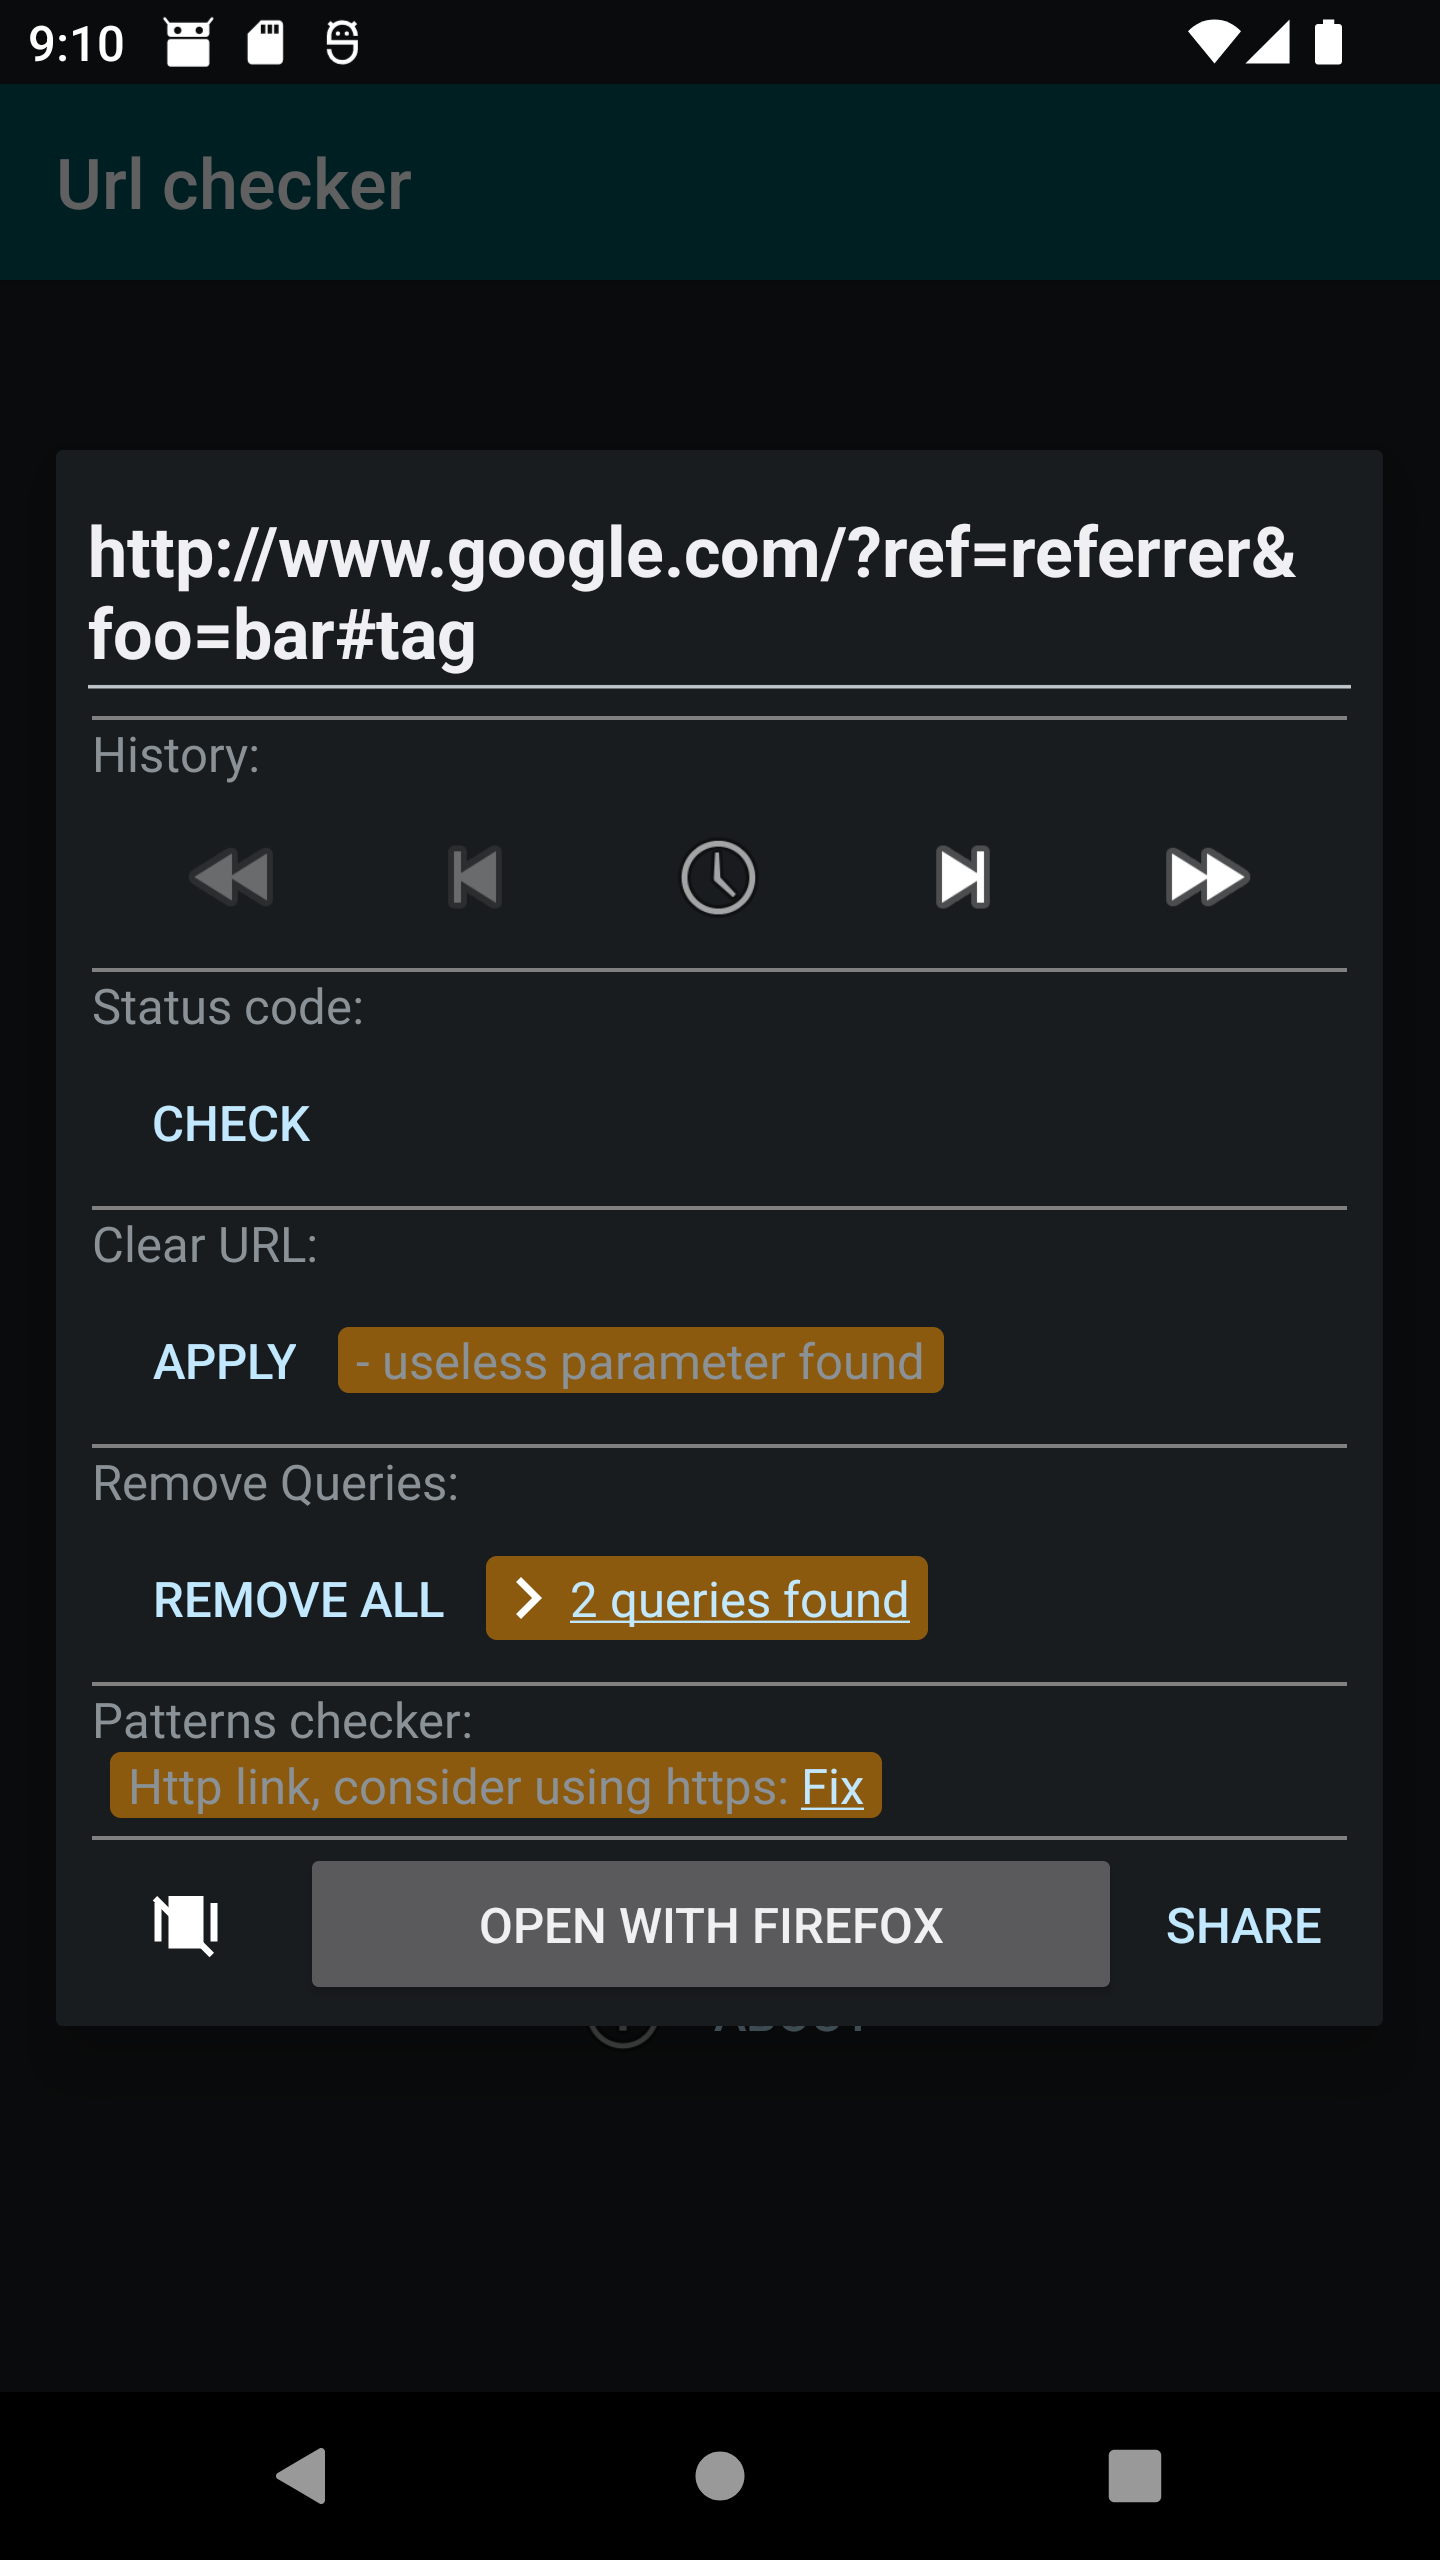 9:10
Url checker
http://www.google.com/?ref=referrer&
foo=bar#tag
History:
Status code:
CHECK
Clear URL:
APPLY - useless parameter found
Remove Queries:
REMOVE ALL 2 queries found
Patterns checker:
Http link, consider using https: Fix
OPEN WITH FIREFOX SHARE
ABOUT